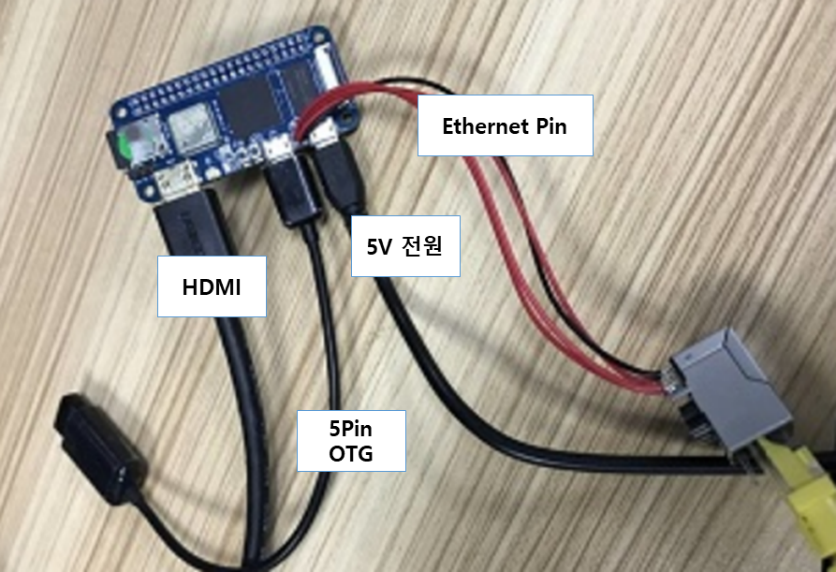 Ethernet Pin
5V 전원
HDMI
5Pin
OTG